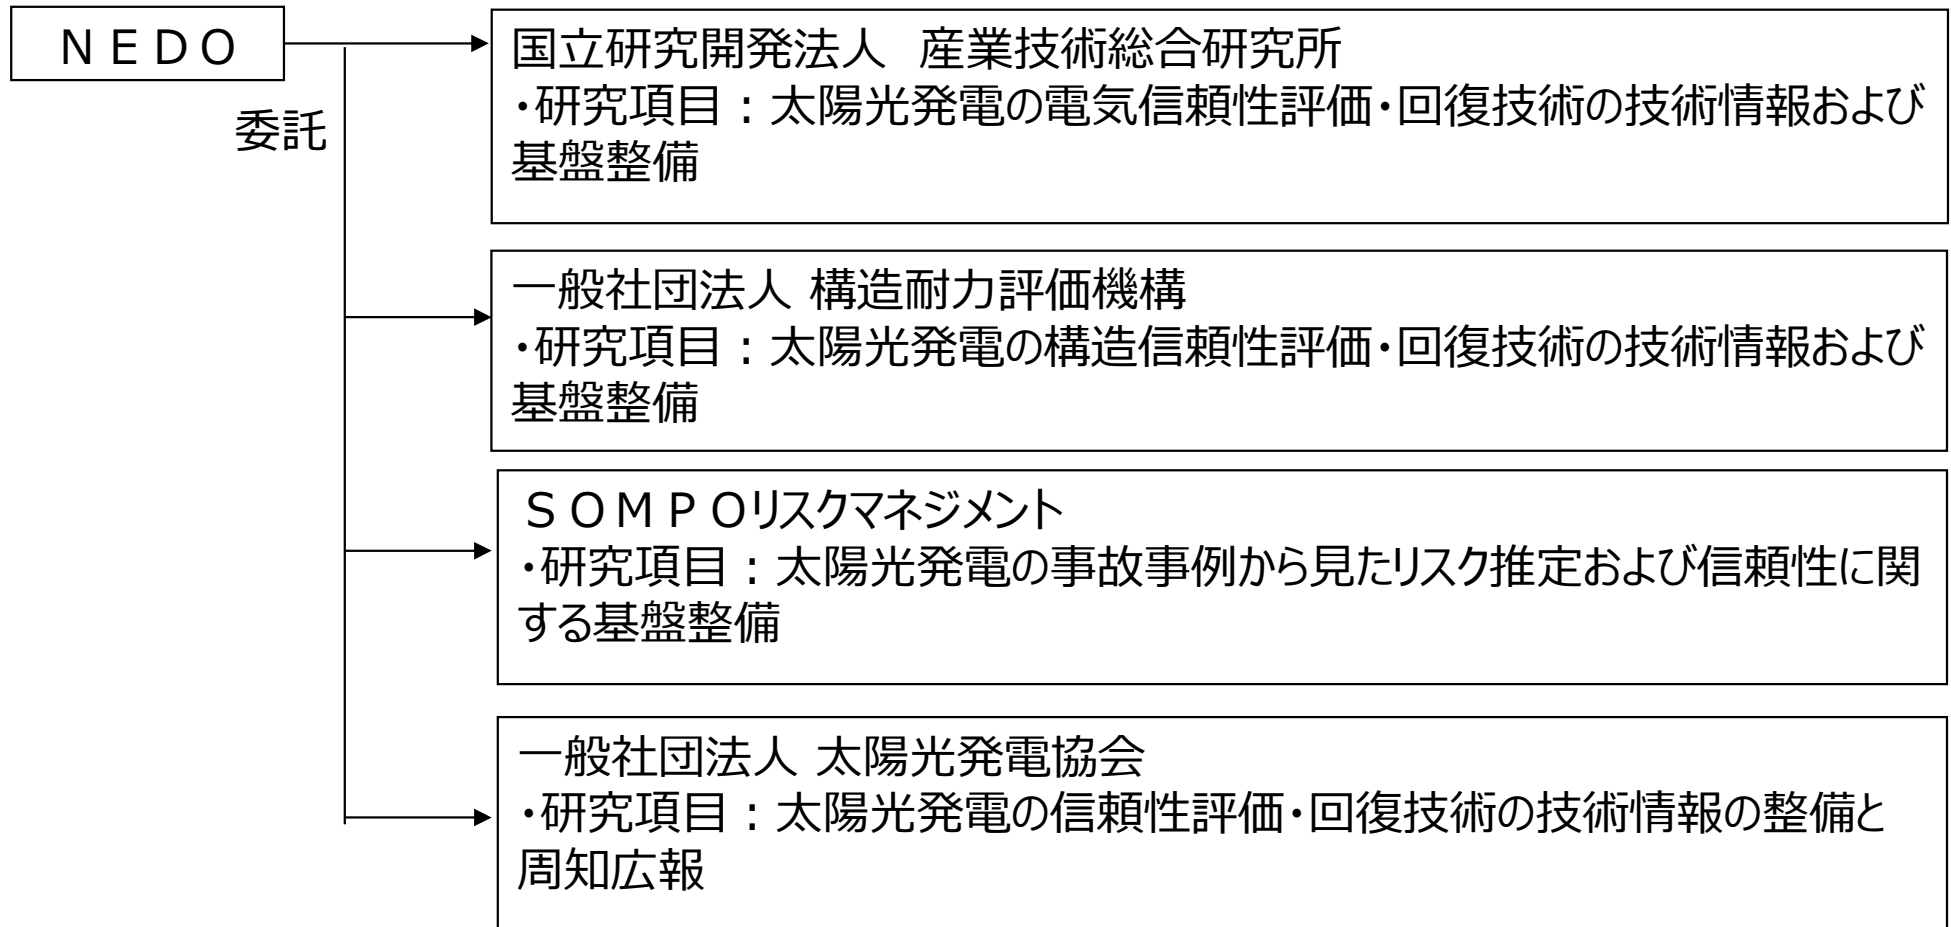 ＮＥＤＯ
委託
国立研究開発法人　産業技術総合研究所
・研究項目：太陽光発電の電気信頼性評価・回復技術の技術情報および
基盤整備
一般社団法人 構造耐力評価機構
・研究項目：太陽光発電の構造信頼性評価・回復技術の技術情報および
基盤整備
ＳＯＭＰＯリスクマネジメント
・研究項目：太陽光発電の事故事例から見たリスク推定および信頼性に関
する基盤整備
一般社団法人 太陽光発電協会
・研究項目：太陽光発電の信頼性評価・回復技術の技術情報の整備と
周知広報